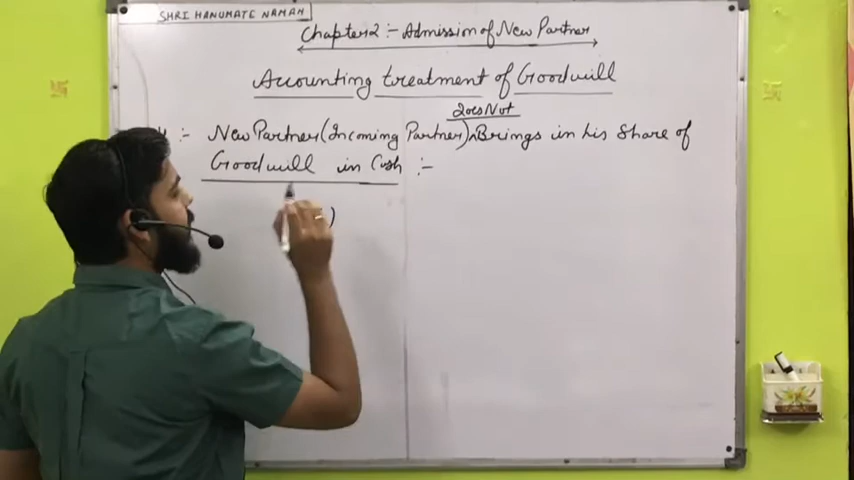 SHRI HANUMATE NAMAH
Chapter 2 :- Admission of New Partner
Accounting treatment of Goodwill
:- New Partner (Incoming Partner) Does Not Brings in his Share of
Goodwill in Cash :-
)